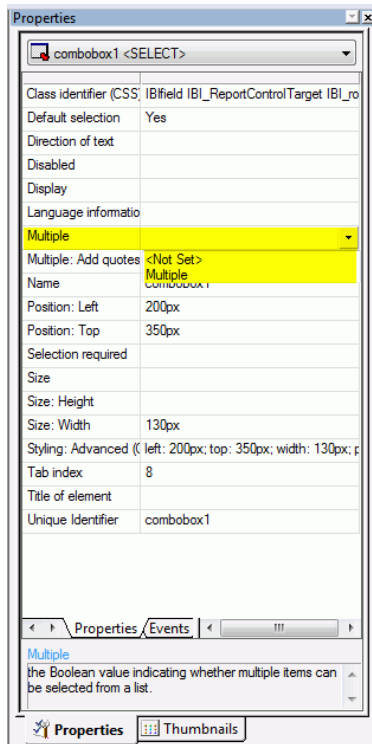 Properties
combobox1 <SELECT>
Class identifier (CSS) IBIfield IBI_ReportControlTarget IBI_ro
Default selection Yes
Direction of text
Disabled
Display
Language informatio
Multiple
Multiple: Add quotes <Not Set>
Multiple
Name combobox1
Position: Left 200px
Position: Top 350px
Selection required
Size
Size: Height
Size: Width 130px
Styling: Advanced (C left: 200px; top: 350px; width: 130px; p
Tab index 8
Title of element
Unique Identifier combobox1
Properties Events
Multiple
the Boolean value indicating whether multiple items can
be selected from a list.
Properties Thumbnails